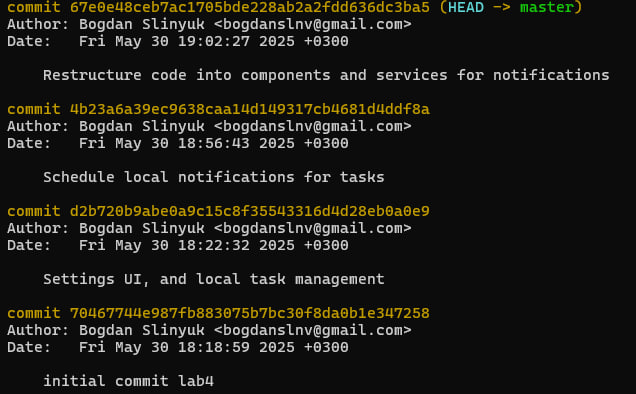 commit 67e0e48ceb7ac1705bde228ab2a2fdd636dc3ba5 (HEAD -> master)
Author: Bogdan Slinyuk <bogdanslnv@gmail.com>
Date:   Fri May 30 19:02:27 2025 +0300
Restructure code into components and services for notifications
commit 4b23a6a39ec9638caa14d149317cb4681d4ddf8a
Author: Bogdan Slinyuk <bogdanslnv@gmail.com>
Date:   Fri May 30 18:56:43 2025 +0300
Schedule local notifications for tasks
commit d2b720b9abe0a9c15c8f35543316d4d28eb0a0e9
Author: Bogdan Slinyuk <bogdanslnv@gmail.com>
Date:   Fri May 30 18:22:32 2025 +0300
Settings UI, and local task management
commit 70467744e987fb883075b7bc30f8da0b1e347258
Author: Bogdan Slinyuk <bogdanslnv@gmail.com>
Date:   Fri May 30 18:18:59 2025 +0300
initial commit lab4